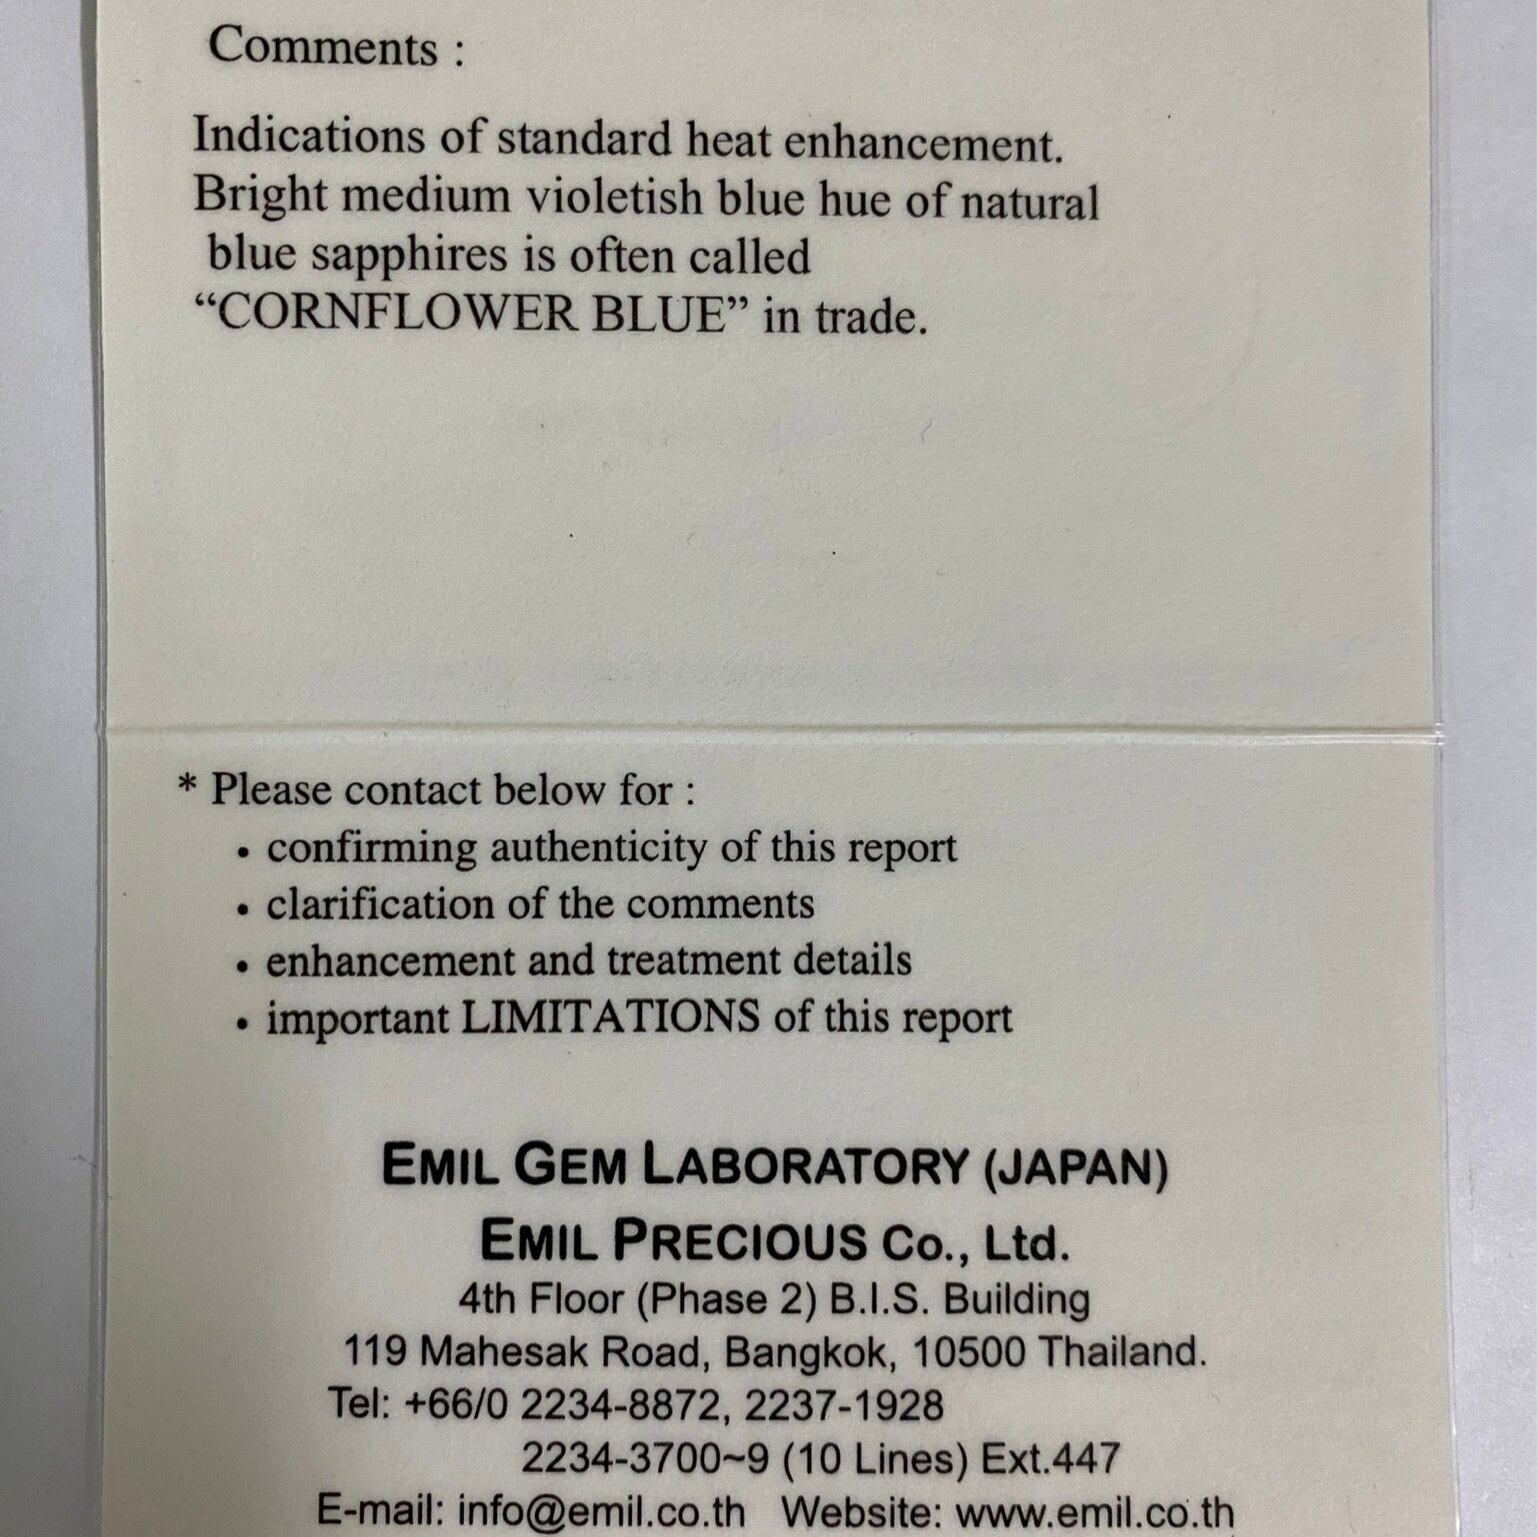 Comments :
Indications of standard heat enhancement.
Bright medium violetish blue hue of natural
blue sapphires is often called
“CORNFLOWER BLUE” in trade.
* Please contact below for :
• confirming authenticity of this report
• clarification of the comments
• enhancement and treatment details
• important LIMITATIONS of this report
EMIL GEM LABORATORY (JAPAN)
EMIL PRECIOUS Co., Ltd.
4th Floor (Phase 2) B.I.S. Building
119 Mahesak Road, Bangkok, 10500 Thailand.
Tel: +66/0 2234-8872, 2237-1928
2234-3700~9 (10 Lines) Ext.447
E-mail: info@emil.co.th Website: www.emil.co.th